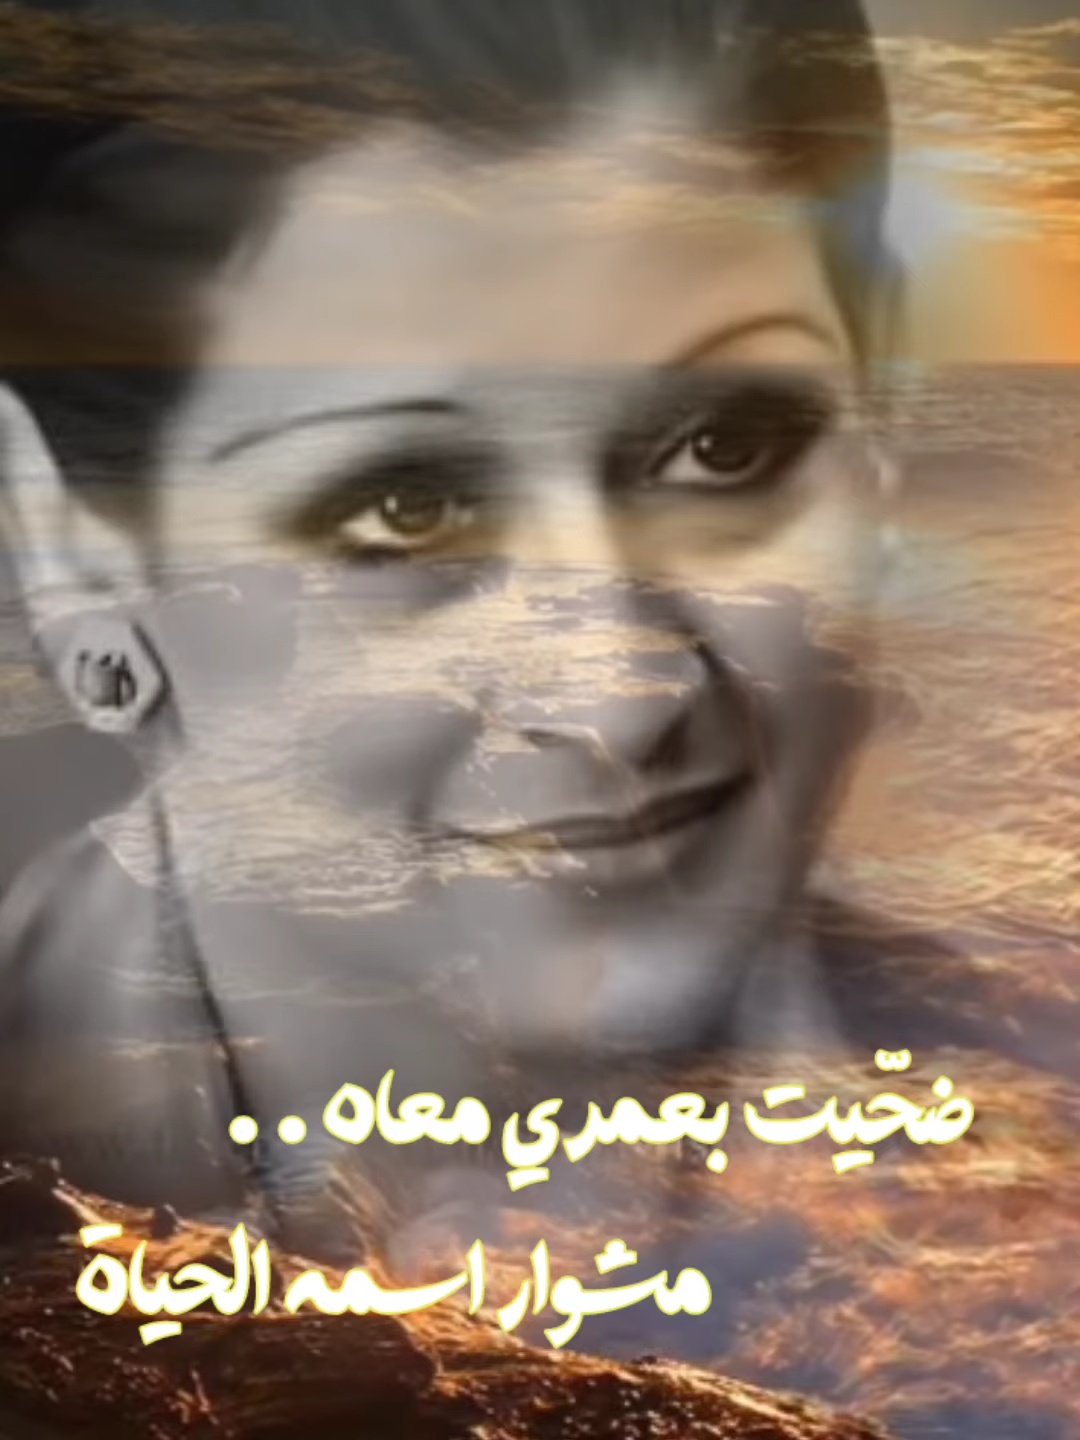 ضحّيت بعمري معاه . .
مشوار اسمه الحياة